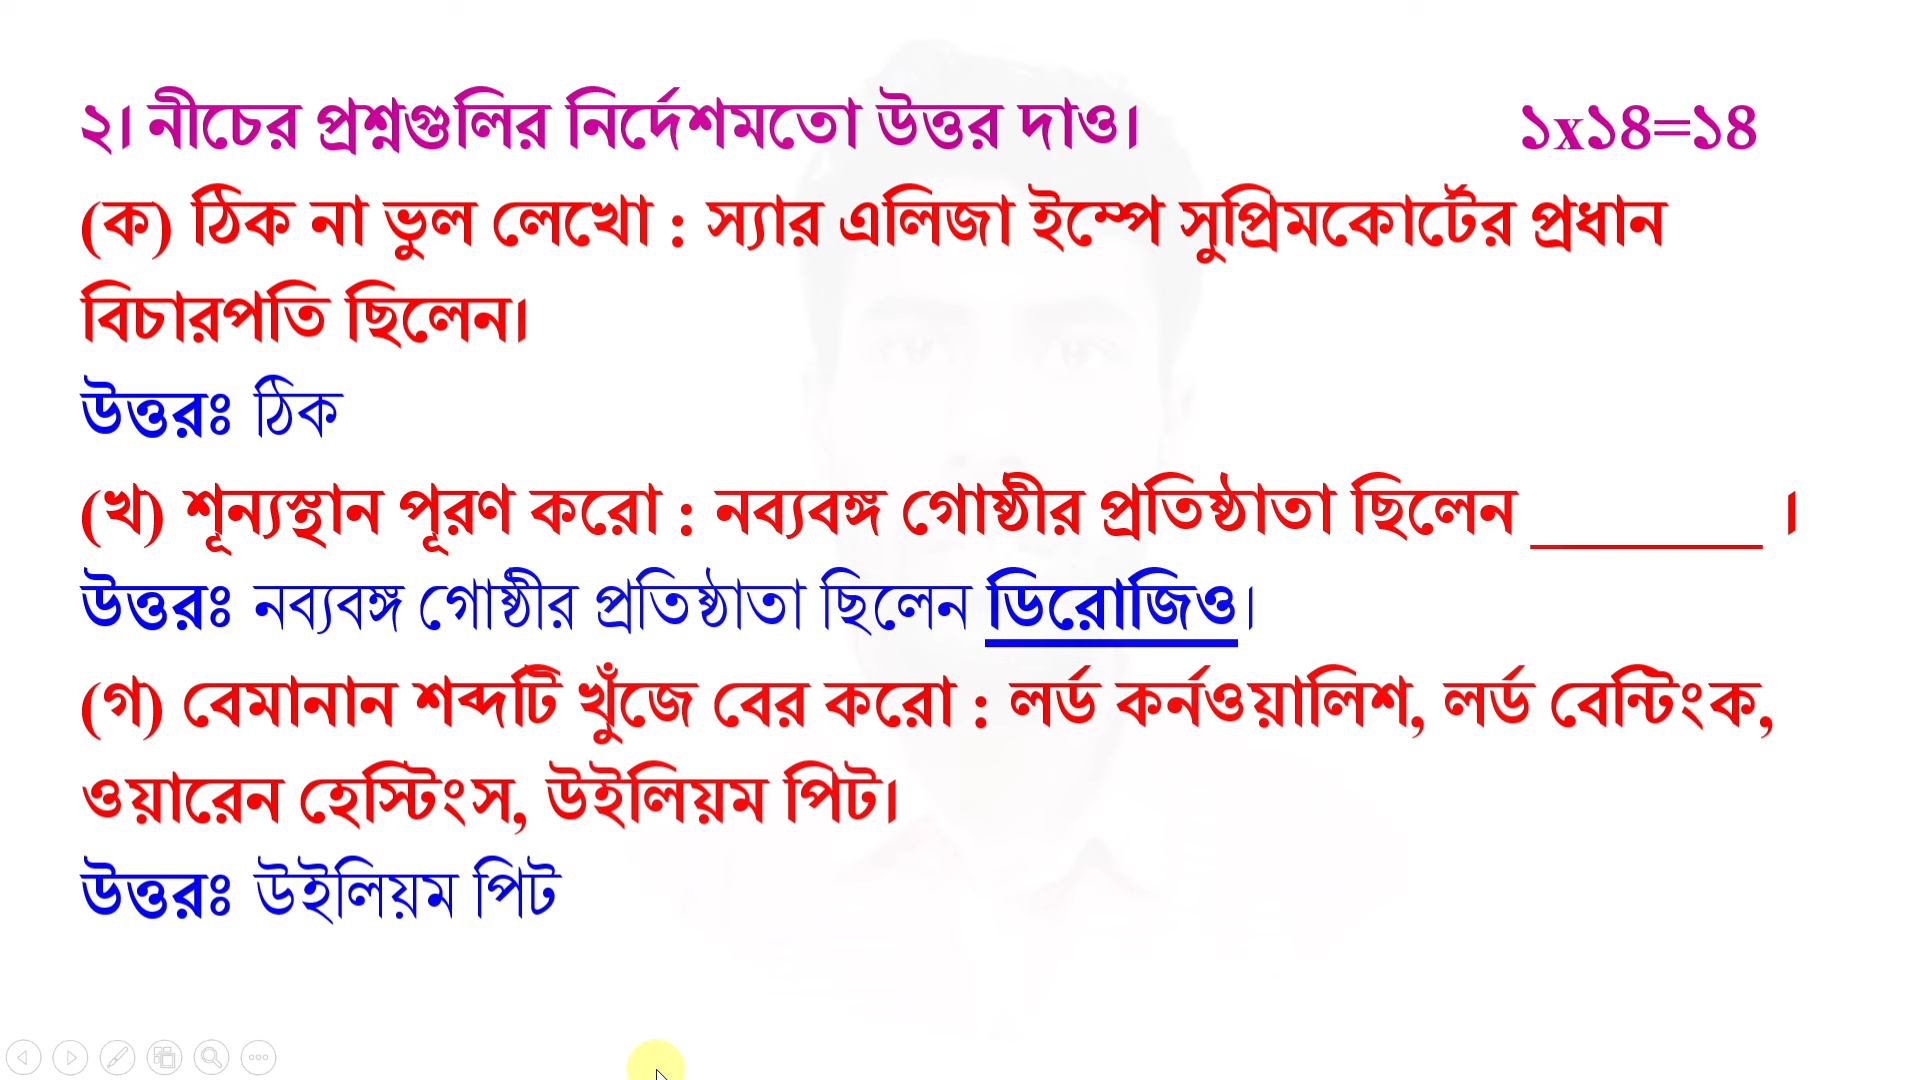 ২। নীচের প্রশ্নগুলির নির্দেশমতো উত্তর দাও। ১x১৪=১৪
(ক) ঠিক না ভুল লেখো : স্যার এলিজা ইম্পে সুপ্রিমকোর্টের প্রধান
বিচারপতি ছিলেন।
উত্তরঃ ঠিক
(খ) শূন্যস্থান পূরণ করো : নব্যবঙ্গ গোষ্ঠীর প্রতিষ্ঠাতা ছিলেন ________ ।
উত্তরঃ নব্যবঙ্গ গোষ্ঠীর প্রতিষ্ঠাতা ছিলেন ডিরোজিও।
(গ) বেমানান শব্দটি খুঁজে বের করো : লর্ড কর্নওয়ালিশ, লর্ড বেন্টিংক,
ওয়ারেন হেস্টিংস, উইলিয়ম পিট।
উত্তরঃ উইলিয়ম পিট